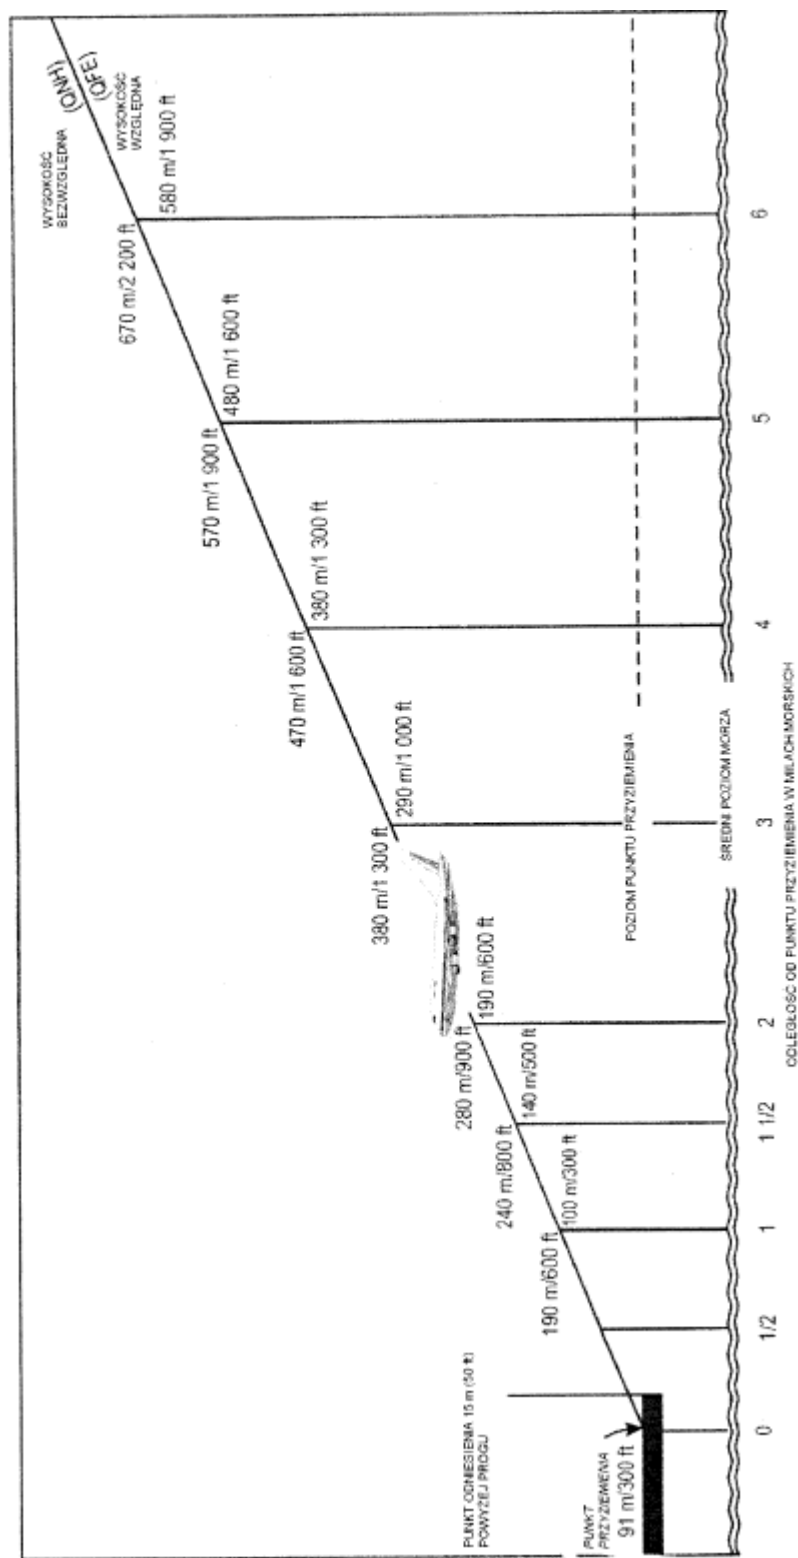 WYSOKOŚĆ
BEZWZGLĘDNA
(QNH)
(QFE)
WYSOKOŚĆ
WZGLĘDNA
670 m/2 200 ft
580 m/1 900 ft
570 m/1 900 ft
480 m/1 600 ft
470 m/1 600 ft
380 m/1 300 ft
380 m/1 300 ft
290 m/1 000 ft
280 m/900 ft
190 m/600 ft
240 m/800 ft
140 m/500 ft
190 m/600 ft
100 m/300 ft
PUNKT ODNIESIENIA 15 m (50 ft)
POWYŻEJ PROGU
PUNKT
PRZYZIEMIENIA
91 m/300 ft
POZIOM PUNKTU PRZYZIEMIENIA
ŚREDNI POZIOM MORZA
0 1/2 1 1 1/2 2 3 4 5 6
ODLEGŁOŚĆ OD PUNKTU PRZYZIEMIENIA W MILACH MORSKICH